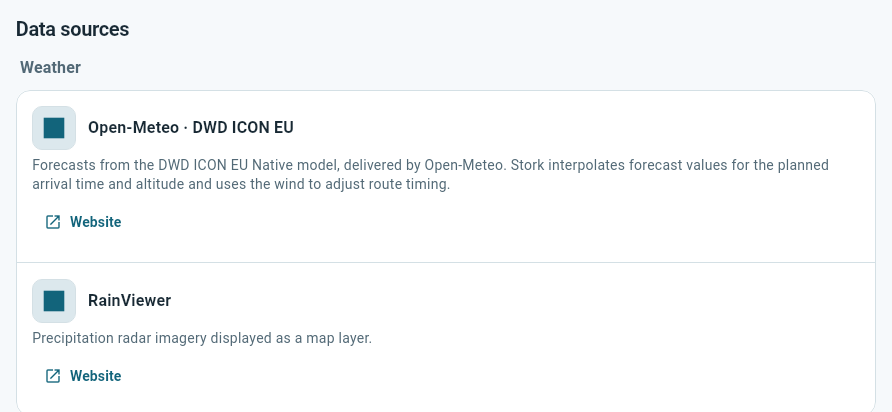 Data sources
Weather
Open-Meteo · DWD ICON EU
Forecasts from the DWD ICON EU Native model, delivered by Open-Meteo. Stork interpolates forecast values for the planned
arrival time and altitude and uses the wind to adjust route timing.
Website
RainViewer
Precipitation radar imagery displayed as a map layer.
Website